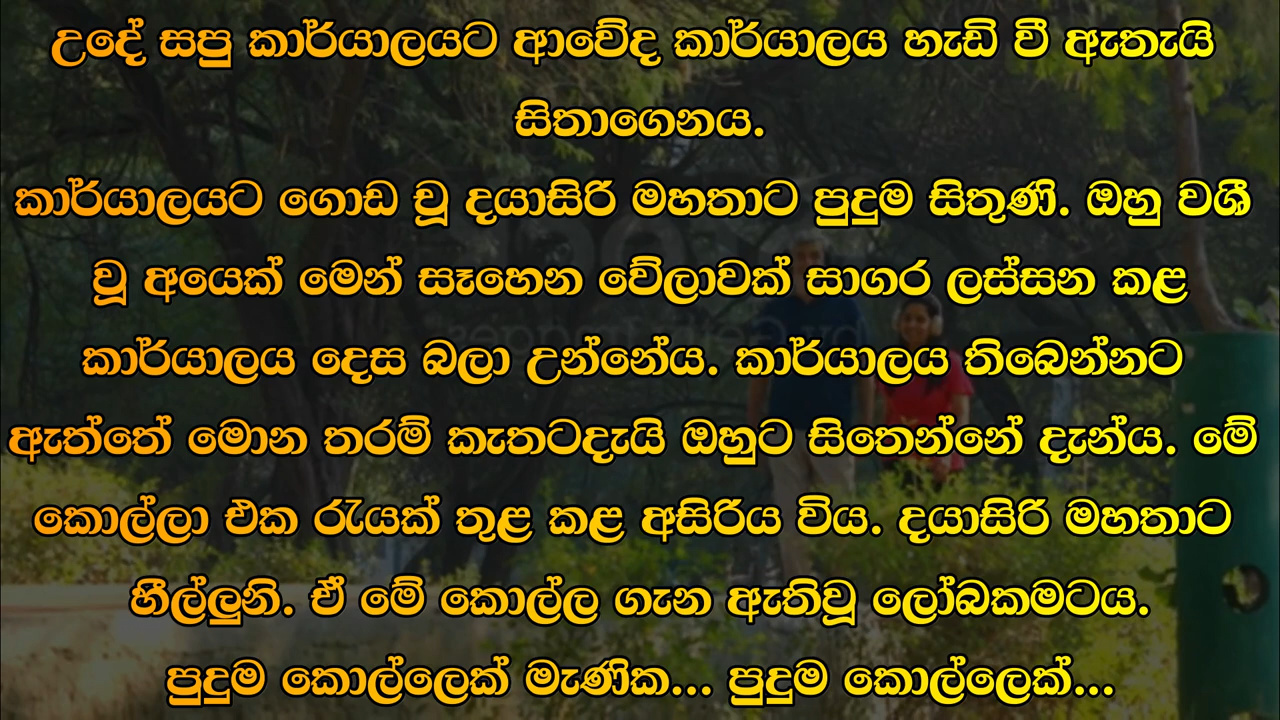 උදේ සපු කාර්යාලයට ආවේද කාර්යාලය හැඩි වී ඇතැයි
සිතාගෙනය.
කාර්යාලයට ගොඩ වූ දයාසිරි මහතාට පුදුම සිතුණි. ඔහු වශී
වූ අයෙක් මෙන් සෑහෙන වේලාවක් සාගර ලස්සන කළ
කාර්යාලය දෙස බලා උන්නේය. කාර්යාලය තිබෙන්නට
ඇත්තේ මොන තරම් කැතටදැයි ඔහුට සිතෙන්නේ දැන්ය. මේ
කොල්ලා එක රැයක් තුළ කළ අසිරිය විය. දයාසිරි මහතාට
හීල්ලුනි. ඒ මේ කොල්ල ගැන ඇතිවූ ලෝබකමටය.
පුදුම කොල්ලෙක් මැණික... පුදුම කොල්ලෙක්...